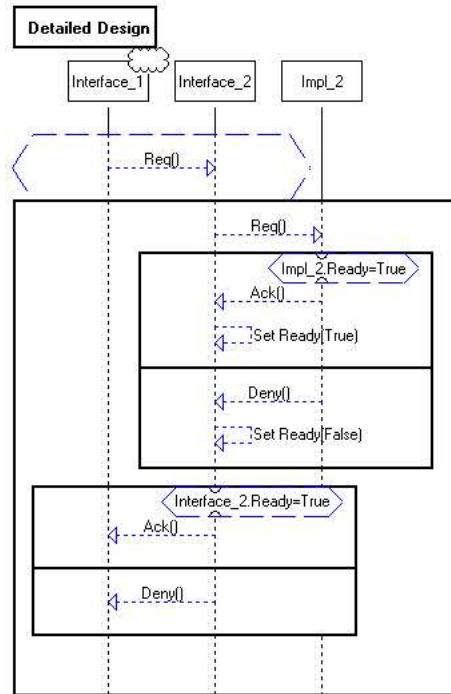 Detailed Design
Interface_1 Interface_2 Impl_2
Req()
Req()
Impl_2.Ready=True
Ack()
Set Ready(True)
Deny()
Set Ready(False)
Interface_2.Ready=True
Ack()
Deny()